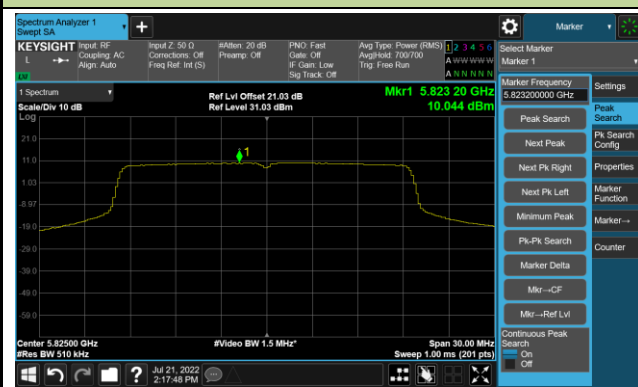 Spectrum Analyzer 1
Swept SA
Marker
KEYSIGHT
L
Input: RF
Coupling: AC
Align: Auto
Input Z: 50 Ω
Corrections: Off
Freq Ref: Int (S)
#Atten: 20 dB
Preamp: Off
PNO: Fast
Gate: Off
IF Gain: Low
Sig Track: Off
Avg Type: Power (RMS)
Avg|Hold: 700/700
Trig: Free Run
1 2 3 4 5 6
A W W W W W
A N N N N N
Select Marker
Marker 1
1 Spectrum
Scale/Div 10 dB
Log
Ref Lvl Offset 21.03 dB
Ref Level 31.03 dBm
Mkr1 5.823 20 GHz
10.044 dBm
1
21.0
11.0
1.03
-8.97
-19.0
-29.0
-39.0
-49.0
-59.0
Center 5.82500 GHz
#Res BW 510 kHz
#Video BW 1.5 MHz*
Span 30.00 MHz
Sweep 1.00 ms (201 pts)
Marker Frequency
5.823200000 GHz
Peak Search
Next Peak
Next Pk Right
Next Pk Left
Minimum Peak
Pk-Pk Search
Marker Delta
Mkr→CF
Mkr→Ref Lvl
Continuous Peak
Search
On
Off
Settings
Peak
Search
Pk Search
Config
Properties
Marker
Function
Marker→
Counter
Jul 21, 2022
2:17:48 PM